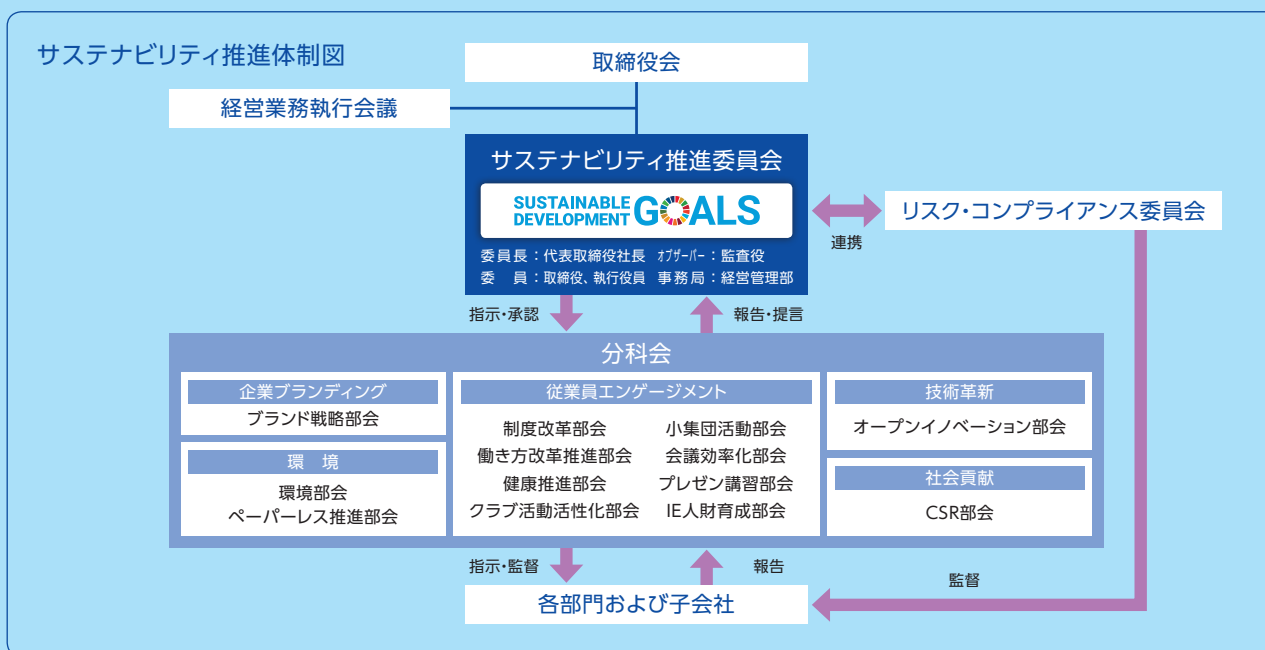 サステナビリティ推進体制図
取締役会
経営業務執行会議
サステナビリティ推進委員会
SUSTAINABLE
DEVELOPMENT
GOALS
委員長：代表取締役社長 オブザーバー：監査役
委　員：取締役、執行役員 事務局：経営管理部
連携
リスク・コンプライアンス委員会
指示・承認
報告・提言
分科会
企業ブランディング
ブランド戦略部会
環　境
環境部会
ペーパーレス推進部会
従業員エンゲージメント
制度改革部会
働き方改革推進部会
健康推進部会
クラブ活動活性化部会
小集団活動部会
会議効率化部会
プレゼン講習部会
IE人財育成部会
技術革新
オープンイノベーション部会
社会貢献
CSR部会
指示・監督
報告
監督
各部門および子会社